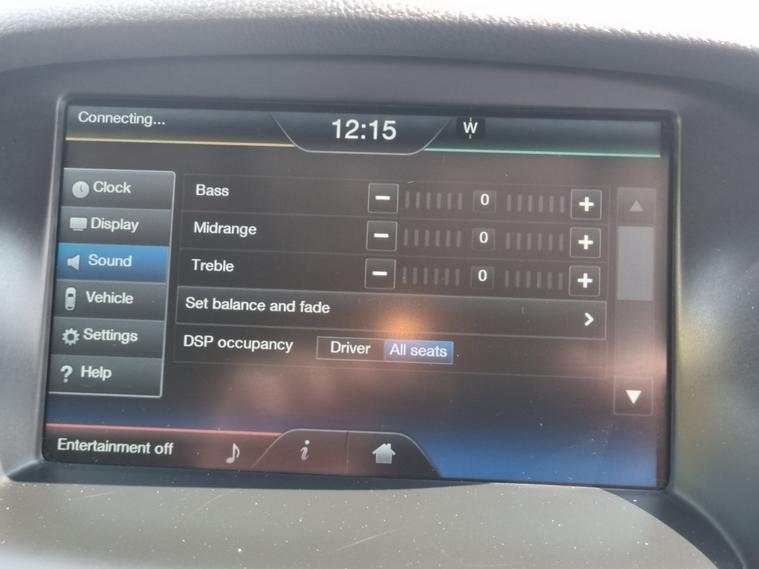 Connecting...
12:15
W
Clock
Display
Sound
Vehicle
Settings
? Help
Bass − 0 +
Midrange − 0 +
Treble − 0 +
Set balance and fade >
DSP occupancy Driver All seats
Entertainment off
i